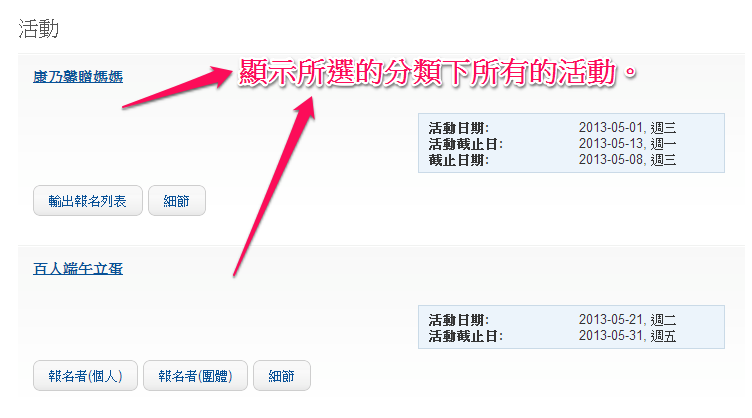 活動
康乃馨贈媽媽
顯示所選的分類下所有的活動。
活動日期: 2013-05-01, 週三
活動截止日: 2013-05-13, 週一
截止日期: 2013-05-08, 週三
輸出報名列表 細節
百人端午立蛋
活動日期: 2013-05-21, 週二
活動截止日: 2013-05-31, 週五
報名者(個人) 報名者(團體) 細節